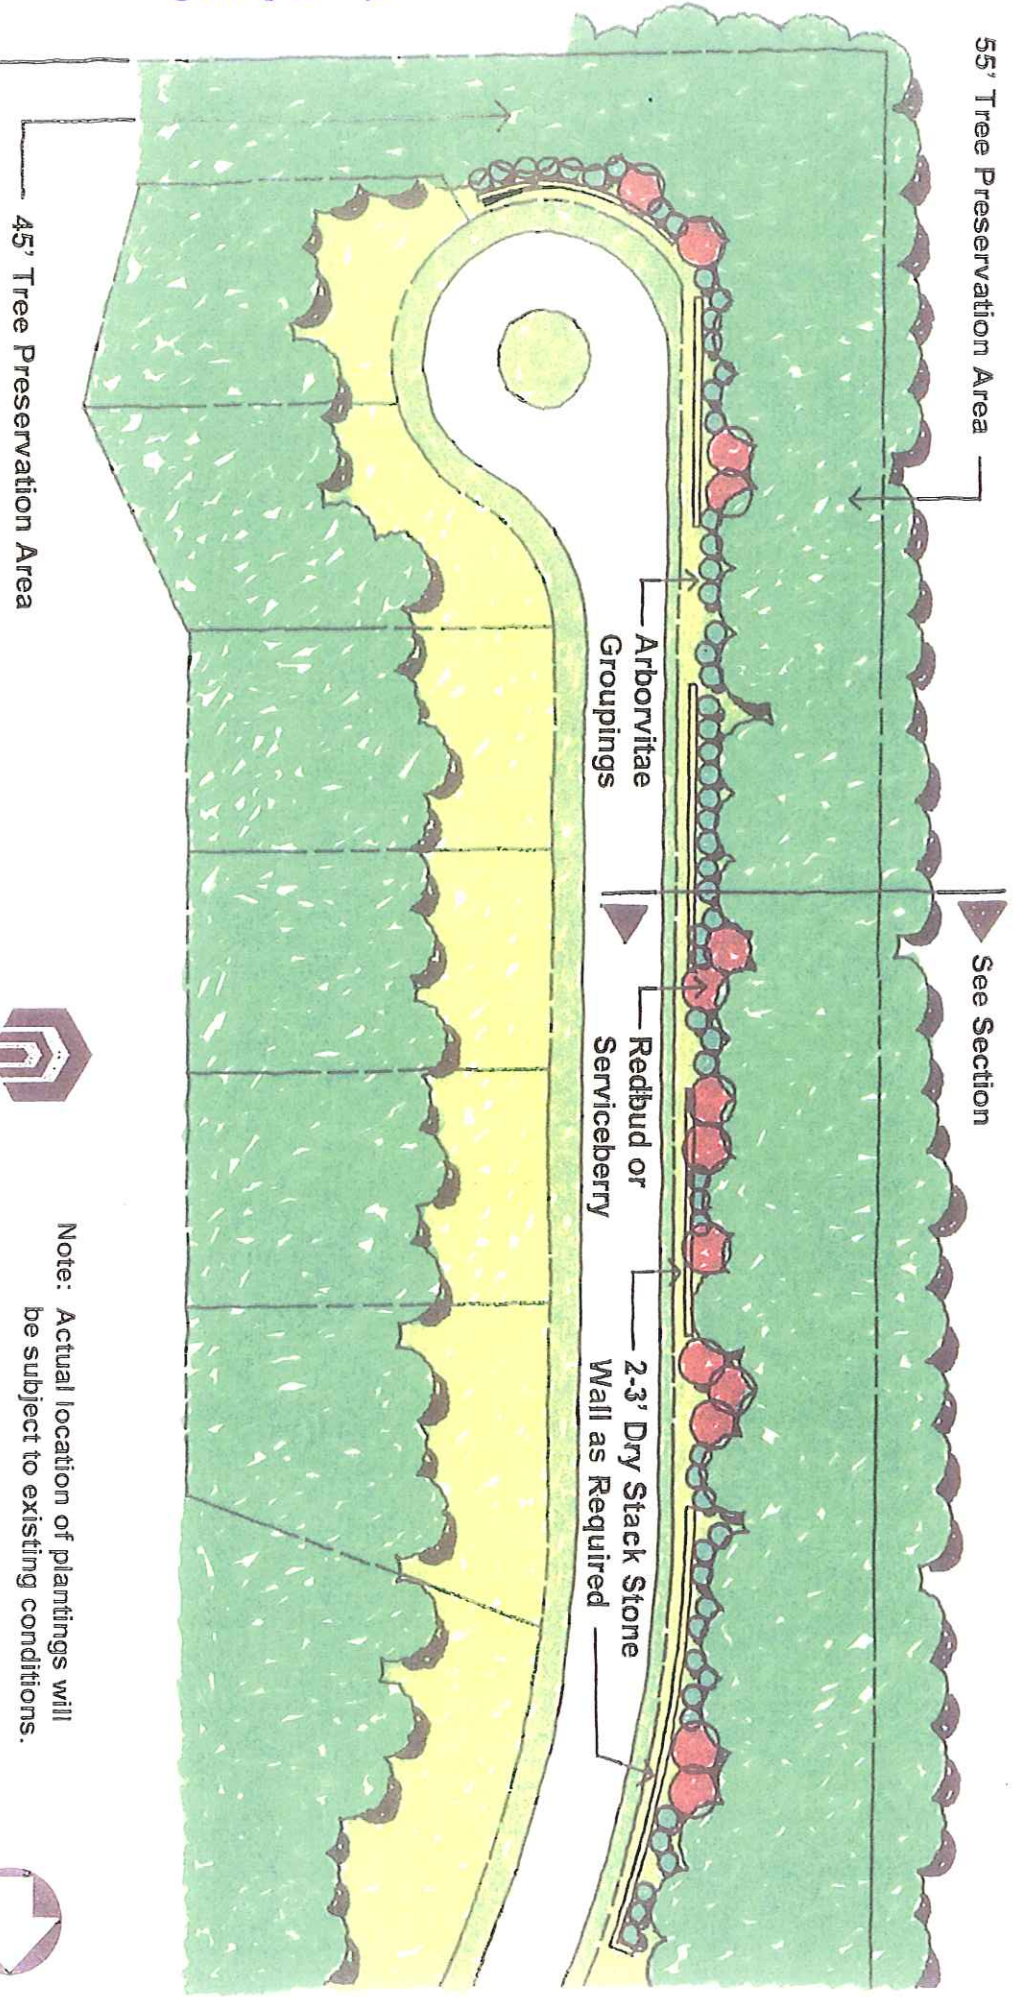 55' Tree Preservation Area
See Section
Arborvitae
Groupings
Redbud or
Serviceberry
2-3' Dry Stack Stone
Wall as Required
45' Tree Preservation Area
Note: Actual location of plantings will
be subject to existing conditions.